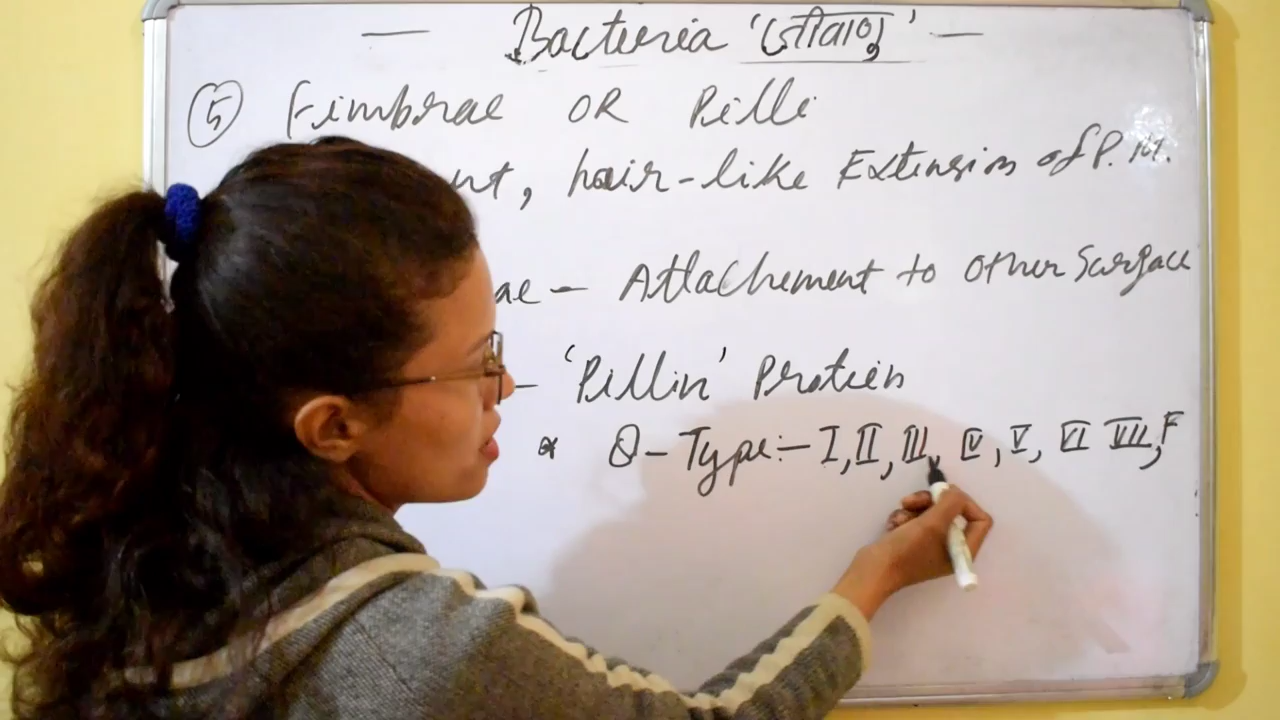 — Bacteria 'जीवाणु' —
⑤ Fimbrae OR Pilli
nt, hair-like Extension of P. M.
ae – Attachement to other Surface
– 'Pillin' Protien
* 8 – Type:– I, II, III, IV, V, VI VII, F